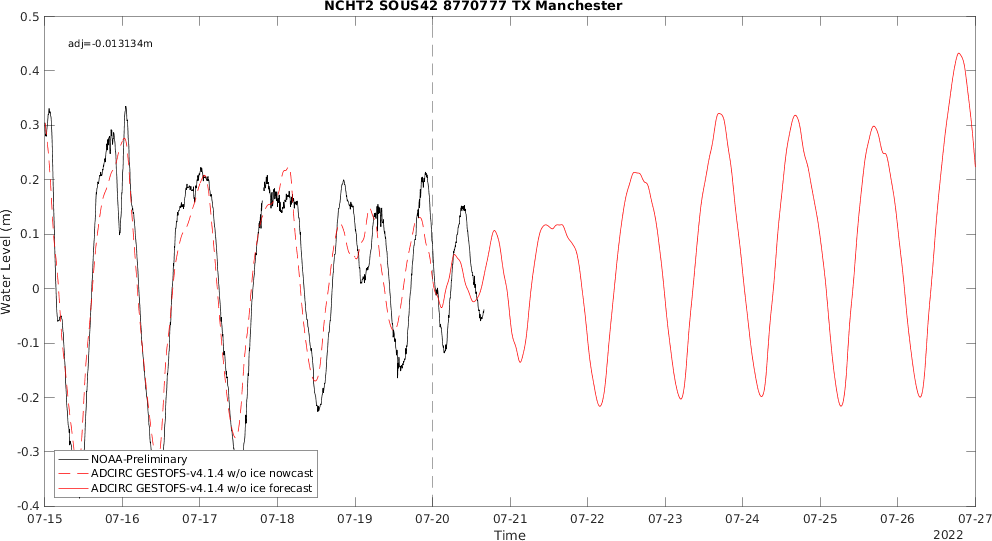 NCHT2 SOUS42 8770777 TX Manchester
adj=-0.013134m
Water Level (m)
0.5
0.4
0.3
0.2
0.1
0
-0.1
-0.2
-0.3
-0.4
NOAA-Preliminary
ADCIRC GESTOFS-v4.1.4 w/o ice nowcast
ADCIRC GESTOFS-v4.1.4 w/o ice forecast
07-15 07-16 07-17 07-18 07-19 07-20 07-21 07-22 07-23 07-24 07-25 07-26 07-27
Time
2022